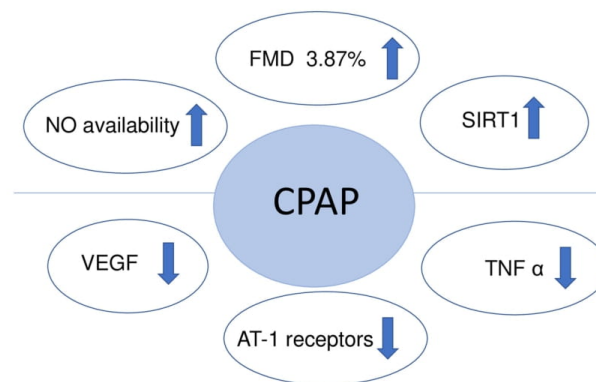 FMD 3.87%
NO availability
SIRT1
CPAP
VEGF
TNF α
AT-1 receptors